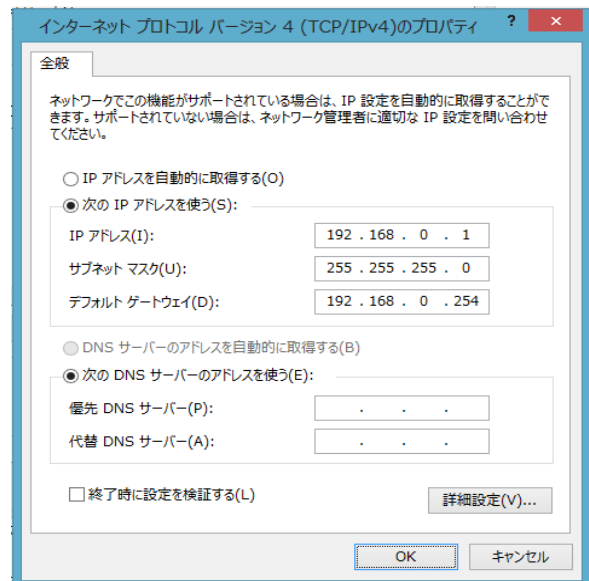 インターネット プロトコル バージョン 4 (TCP/IPv4)のプロパティ ? ×
全般
ネットワークでこの機能がサポートされている場合は、IP 設定を自動的に取得することがで
きます。サポートされていない場合は、ネットワーク管理者に適切な IP 設定を問い合わせ
てください。
IP アドレスを自動的に取得する(O)
次の IP アドレスを使う(S):
IP アドレス(I): 192 . 168 . 0 . 1
サブネット マスク(U): 255 . 255 . 255 . 0
デフォルト ゲートウェイ(D): 192 . 168 . 0 . 254
DNS サーバーのアドレスを自動的に取得する(B)
次の DNS サーバーのアドレスを使う(E):
優先 DNS サーバー(P): . . .
代替 DNS サーバー(A): . . .
終了時に設定を検証する(L)
詳細設定(V)...
OK キャンセル